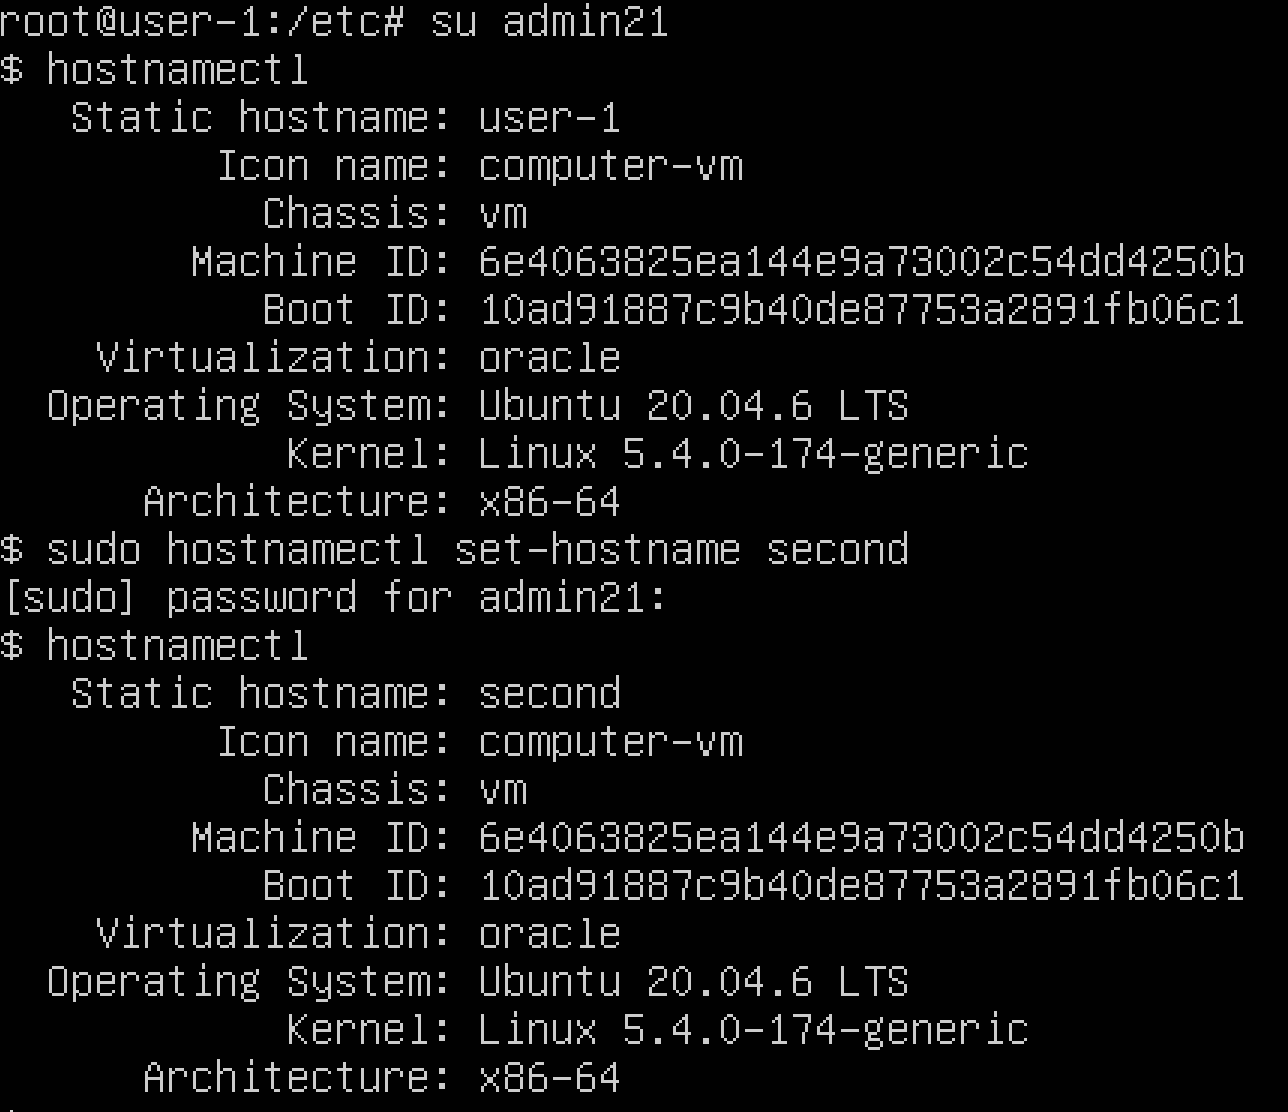 root@user-1:/etc# su admin21
$ hostnamectl
Static hostname: user-1
Icon name: computer-vm
Chassis: vm
Machine ID: 6e4063825ea144e9a73002c54dd4250b
Boot ID: 10ad91887c9b40de87753a2891fb06c1
Virtualization: oracle
Operating System: Ubuntu 20.04.6 LTS
Kernel: Linux 5.4.0-174-generic
Architecture: x86-64
$ sudo hostnamectl set-hostname second
[sudo] password for admin21:
$ hostnamectl
Static hostname: second
Icon name: computer-vm
Chassis: vm
Machine ID: 6e4063825ea144e9a73002c54dd4250b
Boot ID: 10ad91887c9b40de87753a2891fb06c1
Virtualization: oracle
Operating System: Ubuntu 20.04.6 LTS
Kernel: Linux 5.4.0-174-generic
Architecture: x86-64